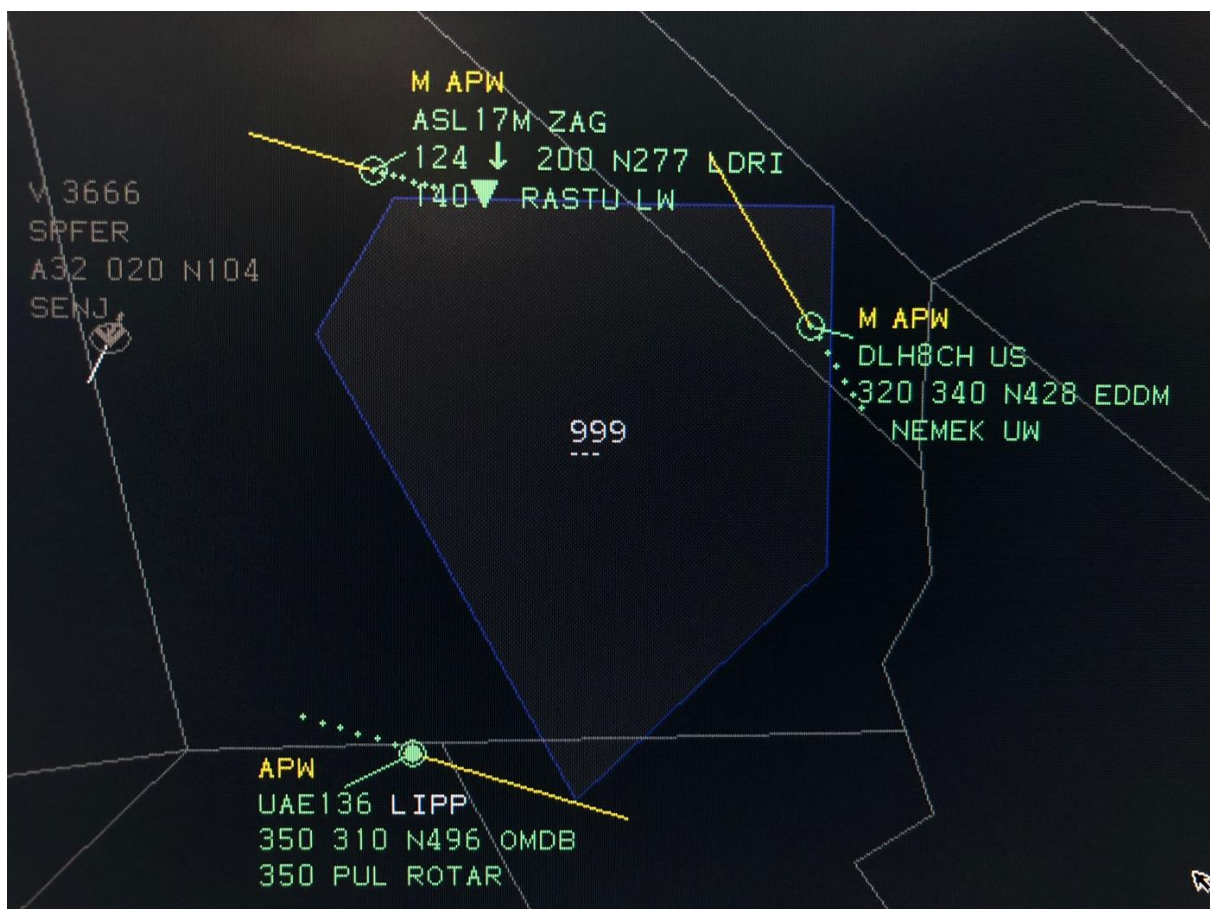 M APW
ASL17M ZAG
124 ↓ 200 N277 LDRI
140 ▼ RASTU LW
V 3666
SPFER
A32 020 N104
SENJ
M APW
DLH8CH US
320 340 N428 EDDM
NEMEK UW
999
---
APW
UAE136 LIPP
350 310 N496 OMDB
350 PUL ROTAR